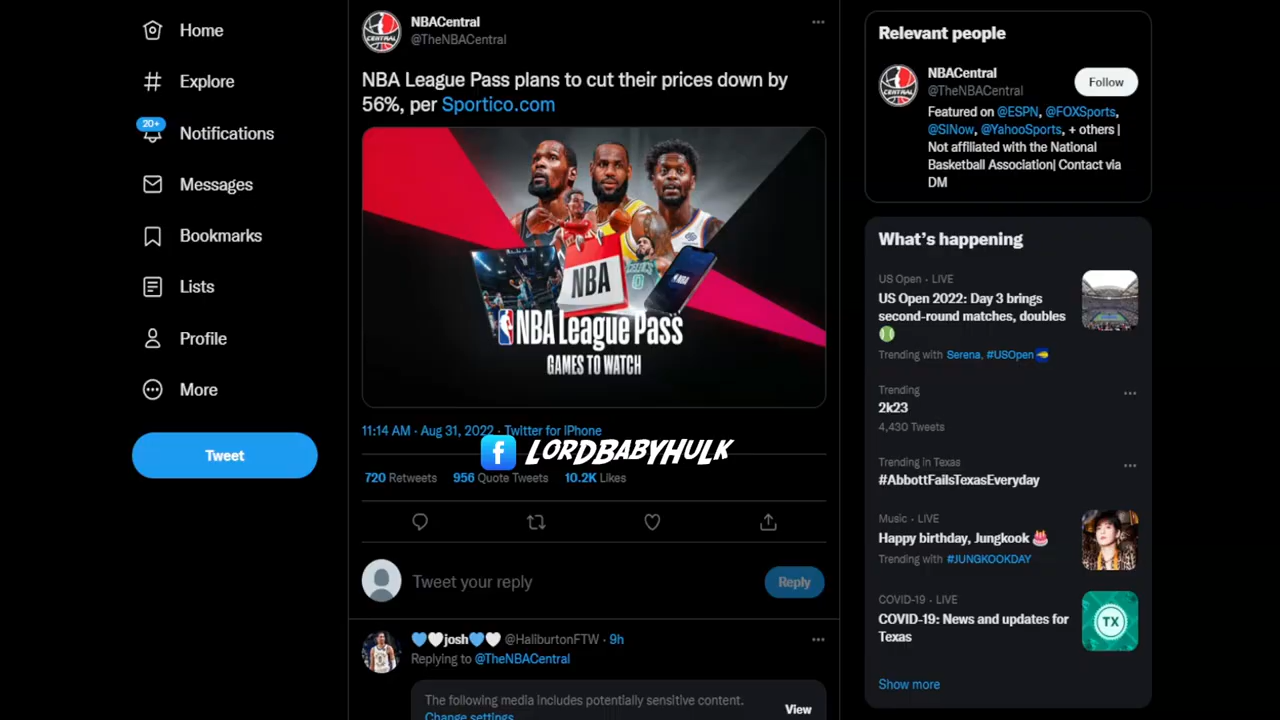 Home
Explore
20+
Notifications
Messages
Bookmarks
Lists
Profile
More
Tweet
NBACentral
@TheNBACentral
NBA League Pass plans to cut their prices down by
56%, per Sportico.com
NBA
NBA
NBA League Pass
GAMES TO WATCH
11:14 AM · Aug 31, 2022 · Twitter for iPhone
LORDBABYHULK
720 Retweets 956 Quote Tweets 10.2K Likes
Tweet your reply
Reply
josh @HaliburtonFTW · 9h
Replying to @TheNBACentral
The following media includes potentially sensitive content.
Change settings
View
Relevant people
NBACentral
@TheNBACentral
Follow
Featured on @ESPN, @FOXSports,
@SINow, @YahooSports, + others |
Not affiliated with the National
Basketball Association| Contact via
DM
What's happening
US Open · LIVE
US Open 2022: Day 3 brings
second-round matches, doubles
Trending with Serena, #USOpen
Trending
2k23
4,430 Tweets
Trending in Texas
#AbbottFailsTexasEveryday
Music · LIVE
Happy birthday, Jungkook
Trending with #JUNGKOOKDAY
COVID-19 · LIVE
COVID-19: News and updates for
Texas
TX
Show more